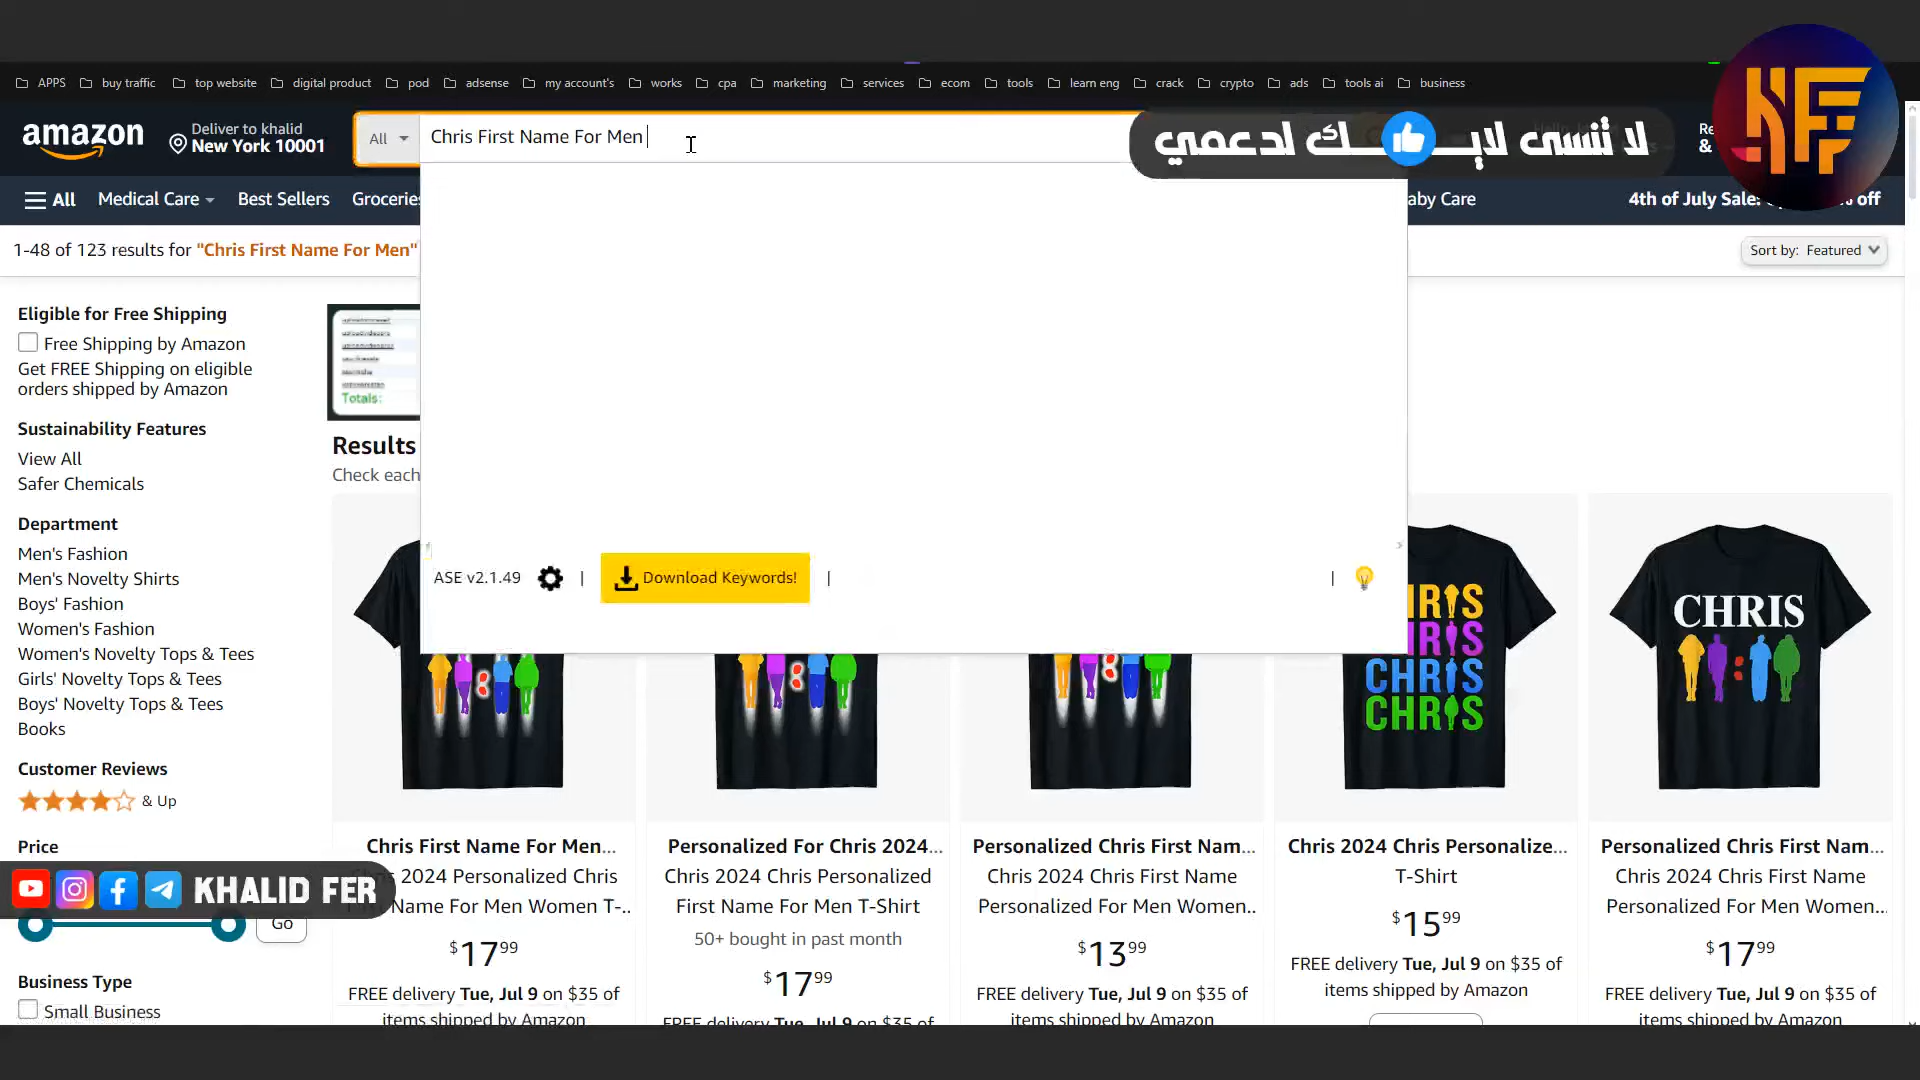 APPS buy traffic top website digital product pod adsense my account's works cpa marketing services ecom tools learn eng crack crypto ads tools ai business
KF
amazon
Deliver to khalid
New York 10001
All
Chris First Name For Men
لا تنسى لايـــك لدعمي
Re
&
All Medical Care Best Sellers Groceries
aby Care
4th of July Sale:
off
1-48 of 123 results for "Chris First Name For Men"
Sort by: Featured
Eligible for Free Shipping
Free Shipping by Amazon
Get FREE Shipping on eligible
orders shipped by Amazon
Sustainability Features
View All
Safer Chemicals
Department
Men's Fashion
Men's Novelty Shirts
Boys' Fashion
Women's Fashion
Women's Novelty Tops & Tees
Girls' Novelty Tops & Tees
Boys' Novelty Tops & Tees
Books
Customer Reviews
& Up
Price
KHALID FER
Go
Business Type
Small Business
Totals:
Results
Check each
ASE v2.1.49 | Download Keywords! | |
RIS
CHRIS
CHRIS
CHRIS
CHRIS
Chris First Name For Men...
Chris 2024 Personalized Chris
Name For Men Women T-..
$17.99
FREE delivery Tue, Jul 9 on $35 of
items shipped by Amazon
Personalized For Chris 2024...
Chris 2024 Chris Personalized
First Name For Men T-Shirt
50+ bought in past month
$17.99
FREE delivery Tue, Jul 9 on $35 of
Personalized Chris First Nam...
Chris 2024 Chris First Name
Personalized For Men Women..
$13.99
FREE delivery Tue, Jul 9 on $35 of
items shipped by Amazon
Chris 2024 Chris Personalize...
T-Shirt
$15.99
FREE delivery Tue, Jul 9 on $35 of
items shipped by Amazon
Personalized Chris First Nam...
Chris 2024 Chris First Name
Personalized For Men Women...
$17.99
FREE delivery Tue, Jul 9 on $35 of
items shipped by Amazon